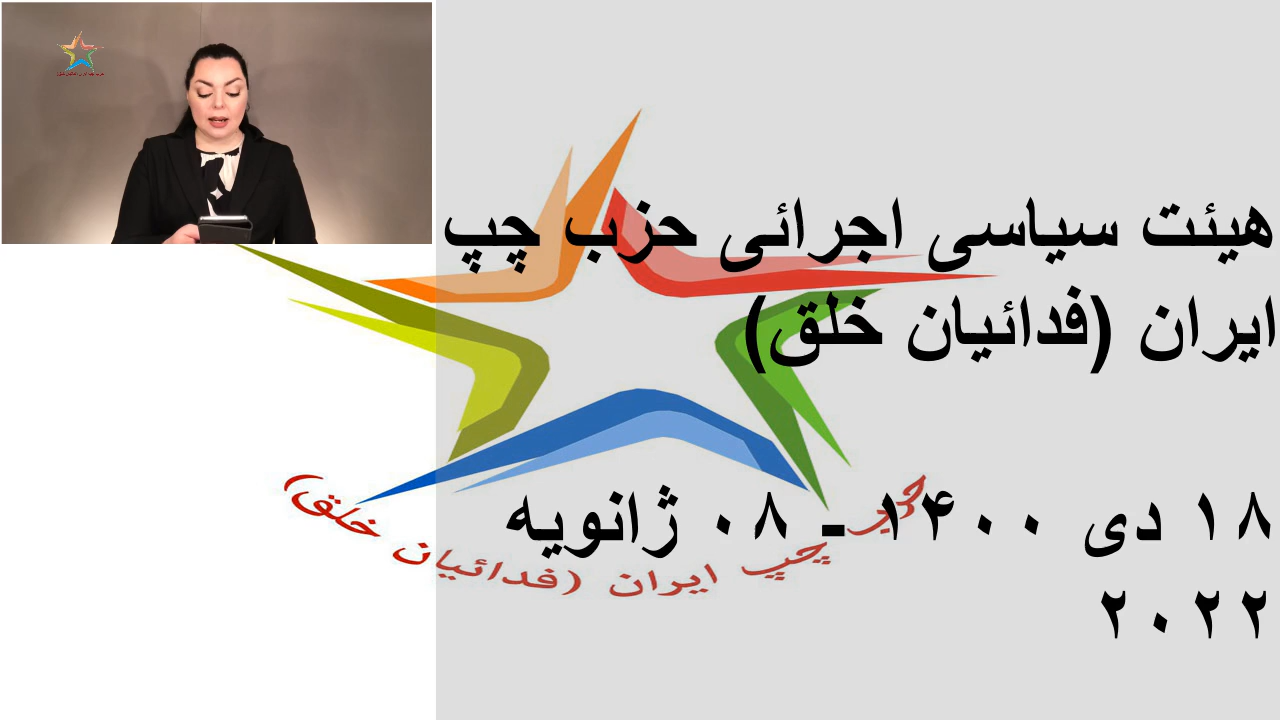 هیئت سیاسی اجرائی حزب چپ
ایران (فدائیان خلق)
۱۸ دی ۱۴۰۰ - ۰۸ ژانویه
۲۰۲۲
حزب چپ ایران (فدائیان خلق)